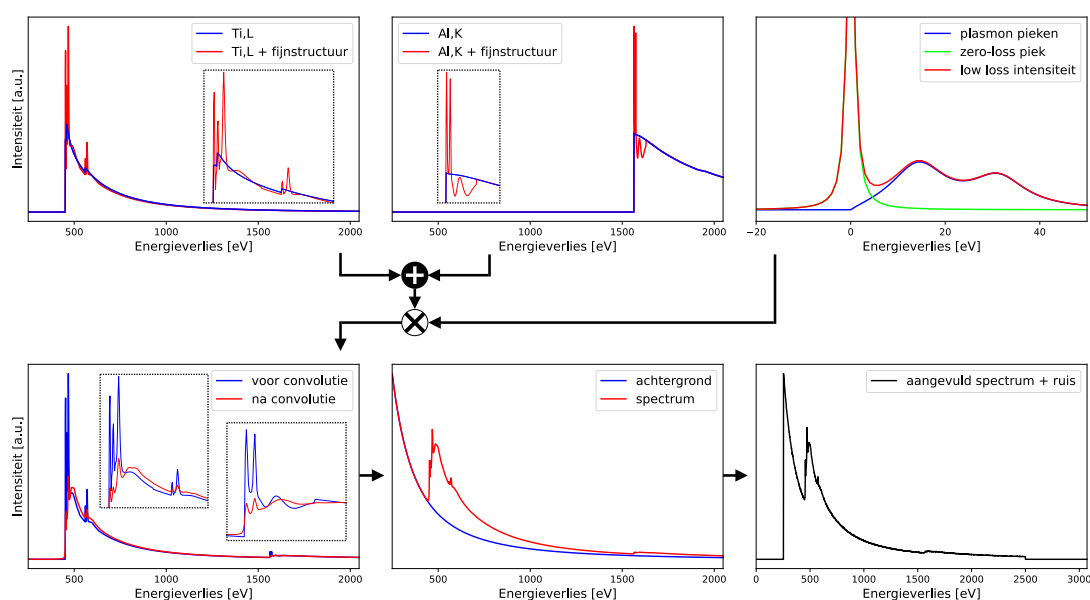 Intensiteit [a.u.]
Ti,L
Ti,L + fijnstructuur
500 1000 1500 2000
Energieverlies [eV]
Al,K
Al,K + fijnstructuur
500 1000 1500 2000
Energieverlies [eV]
plasmon pieken
zero-loss piek
low loss intensiteit
−20 0 20 40
Energieverlies [eV]
Intensiteit [a.u.]
voor convolutie
na convolutie
500 1000 1500 2000
Energieverlies [eV]
achtergrond
spectrum
500 1000 1500 2000
Energieverlies [eV]
aangevuld spectrum + ruis
0 500 1000 1500 2000 2500 3000
Energieverlies [eV]